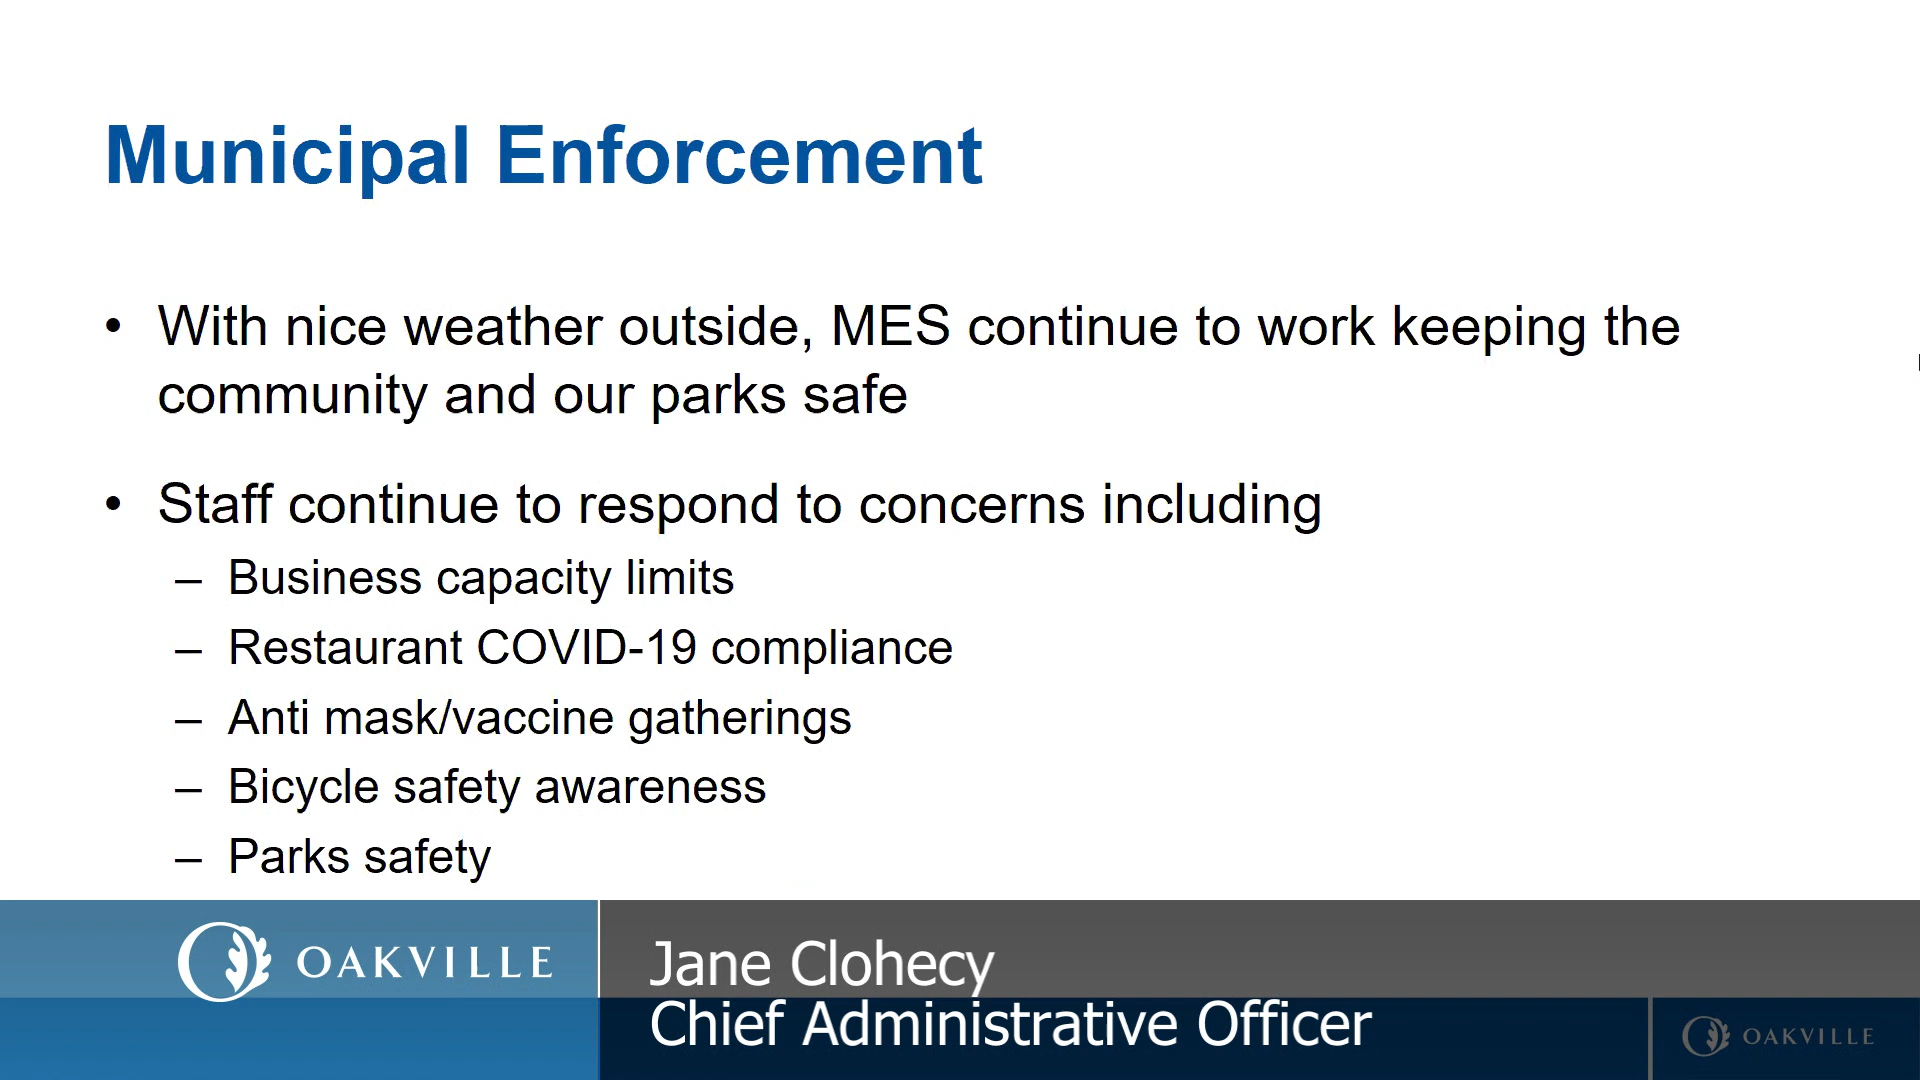 Municipal Enforcement
• With nice weather outside, MES continue to work keeping the
community and our parks safe
• Staff continue to respond to concerns including
– Business capacity limits
– Restaurant COVID-19 compliance
– Anti mask/vaccine gatherings
– Bicycle safety awareness
– Parks safety
OAKVILLE
Jane Clohecy
Chief Administrative Officer
OAKVILLE